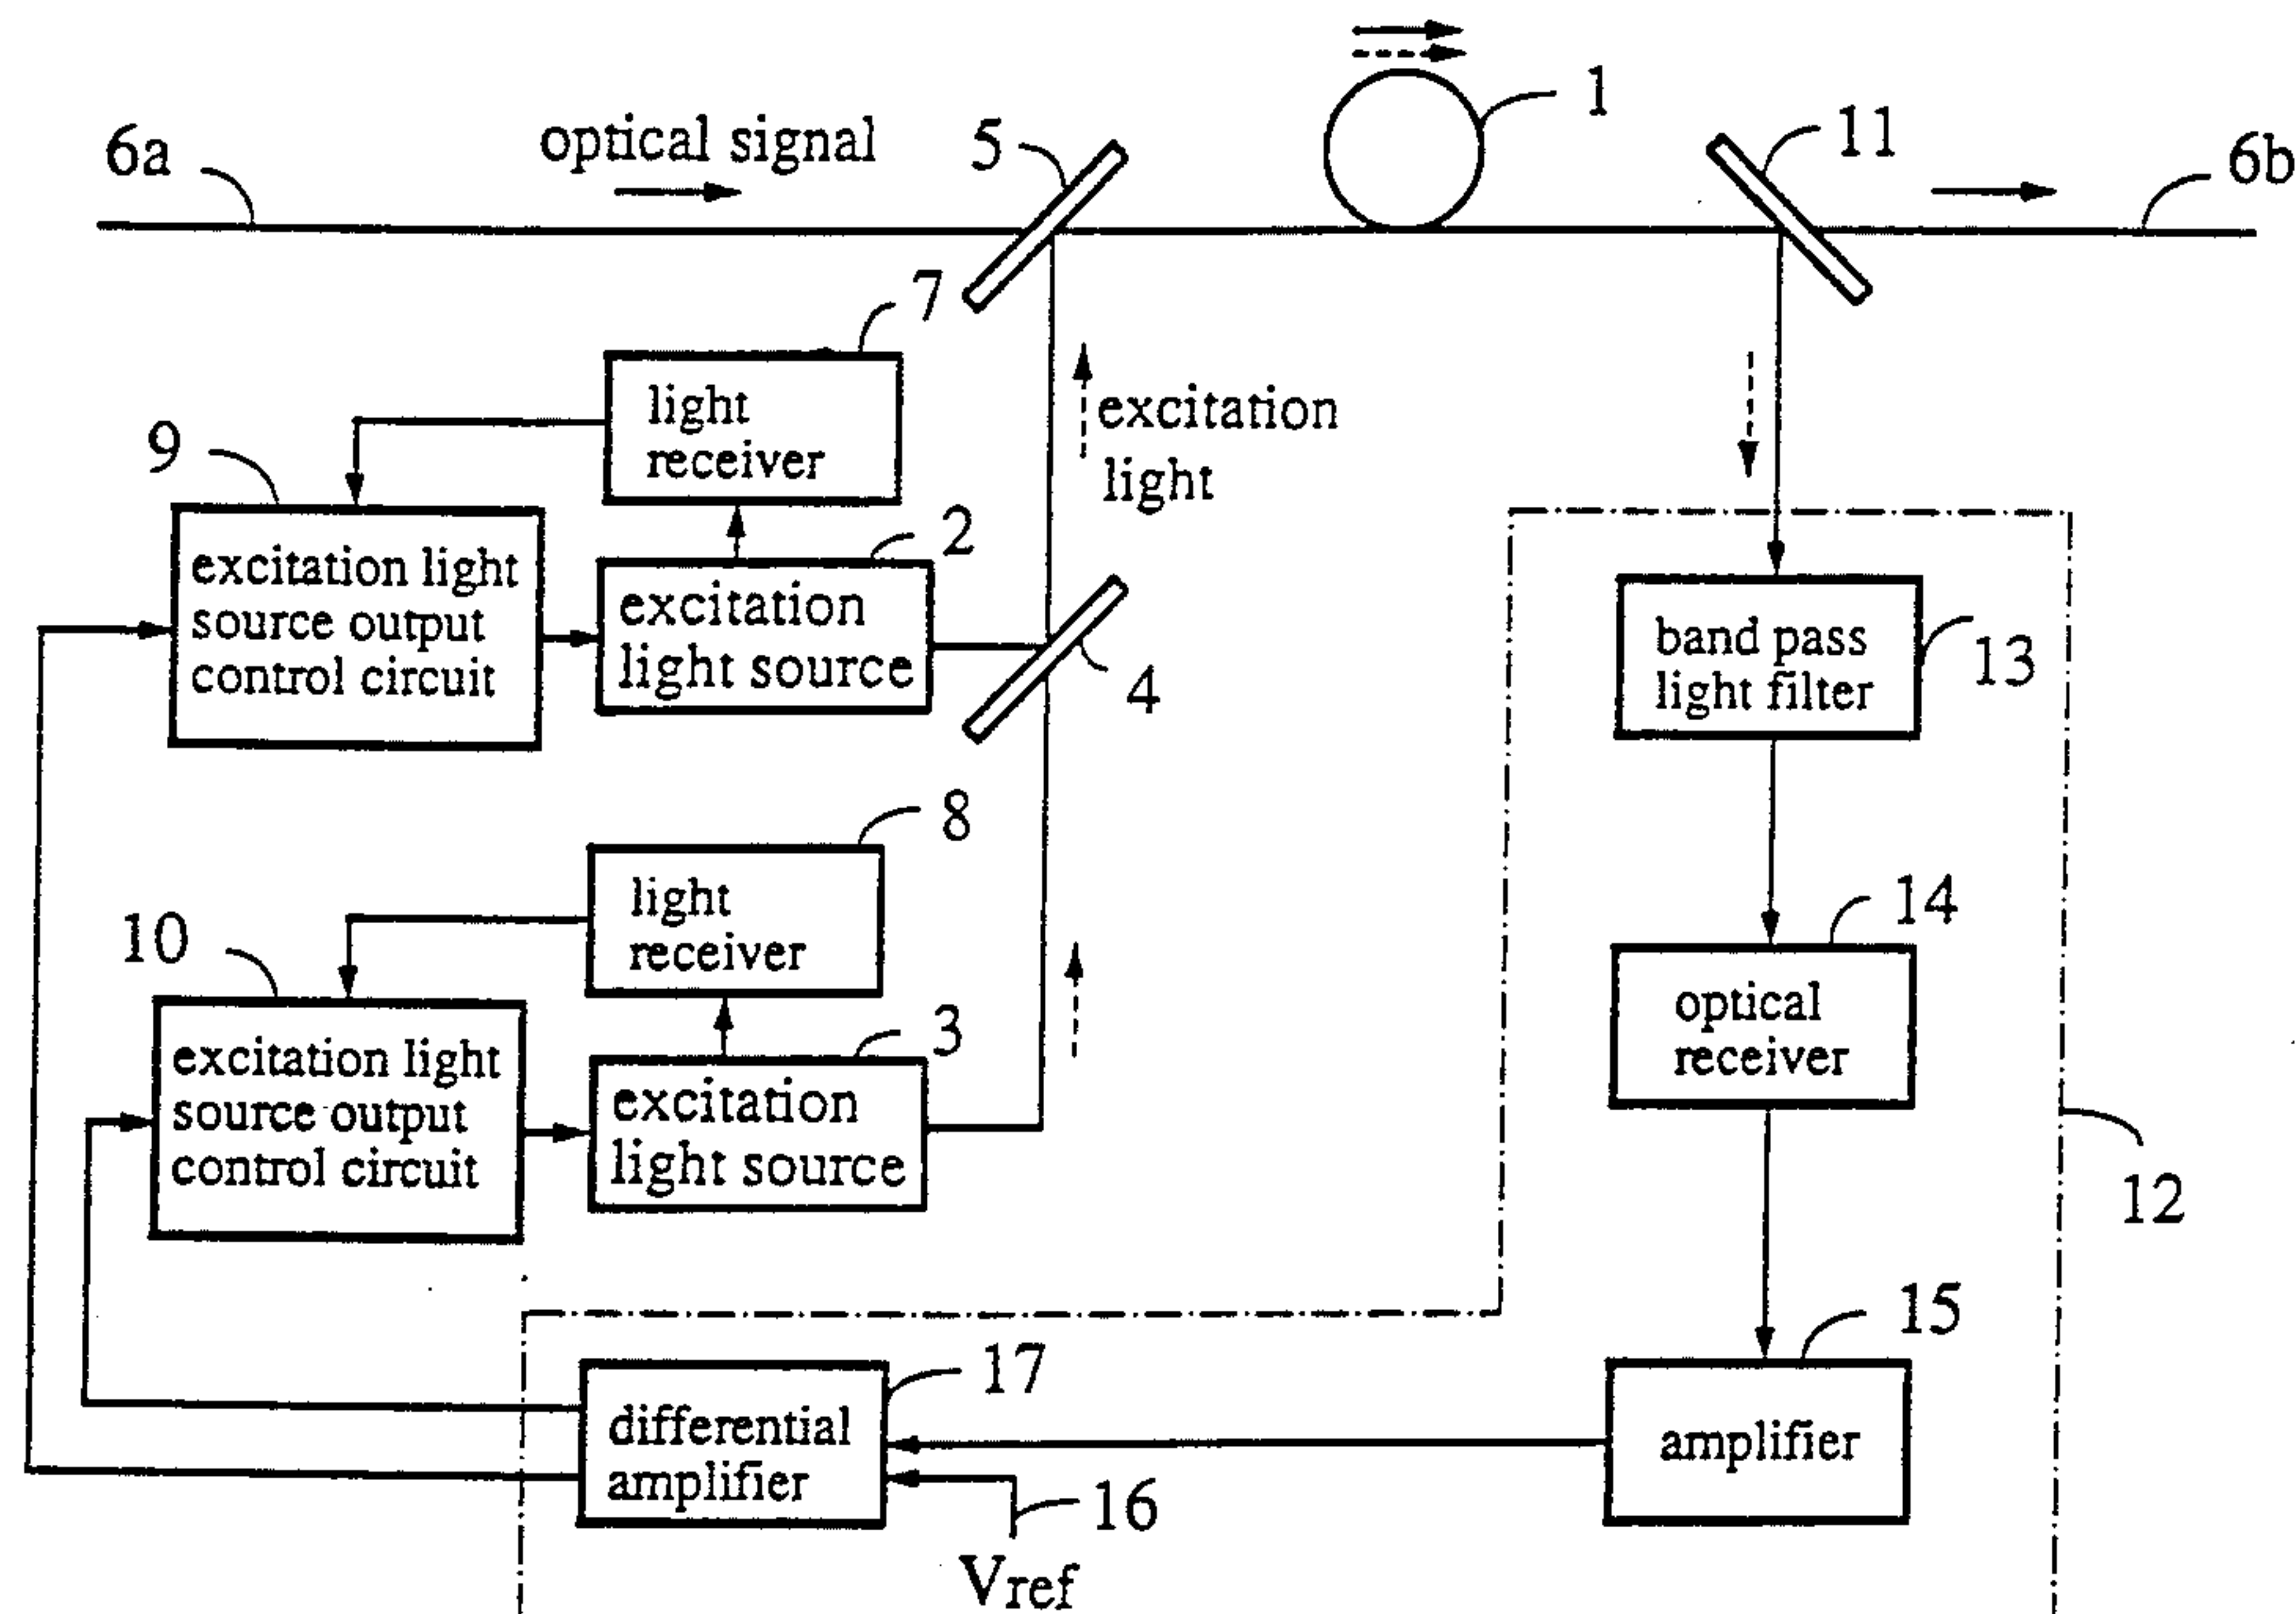 1
6a
optical signal
5
11
6b
7
light
receiver
excitation
light
9
2
excitation light
source output
control circuit
excitation
light source
4
band pass
light filter
13
8
light
receiver
10
14
3
excitation light
source output
control circuit
excitation
light source
optical
receiver
12
15
17
differential
amplifier
amplifier
16
Vref